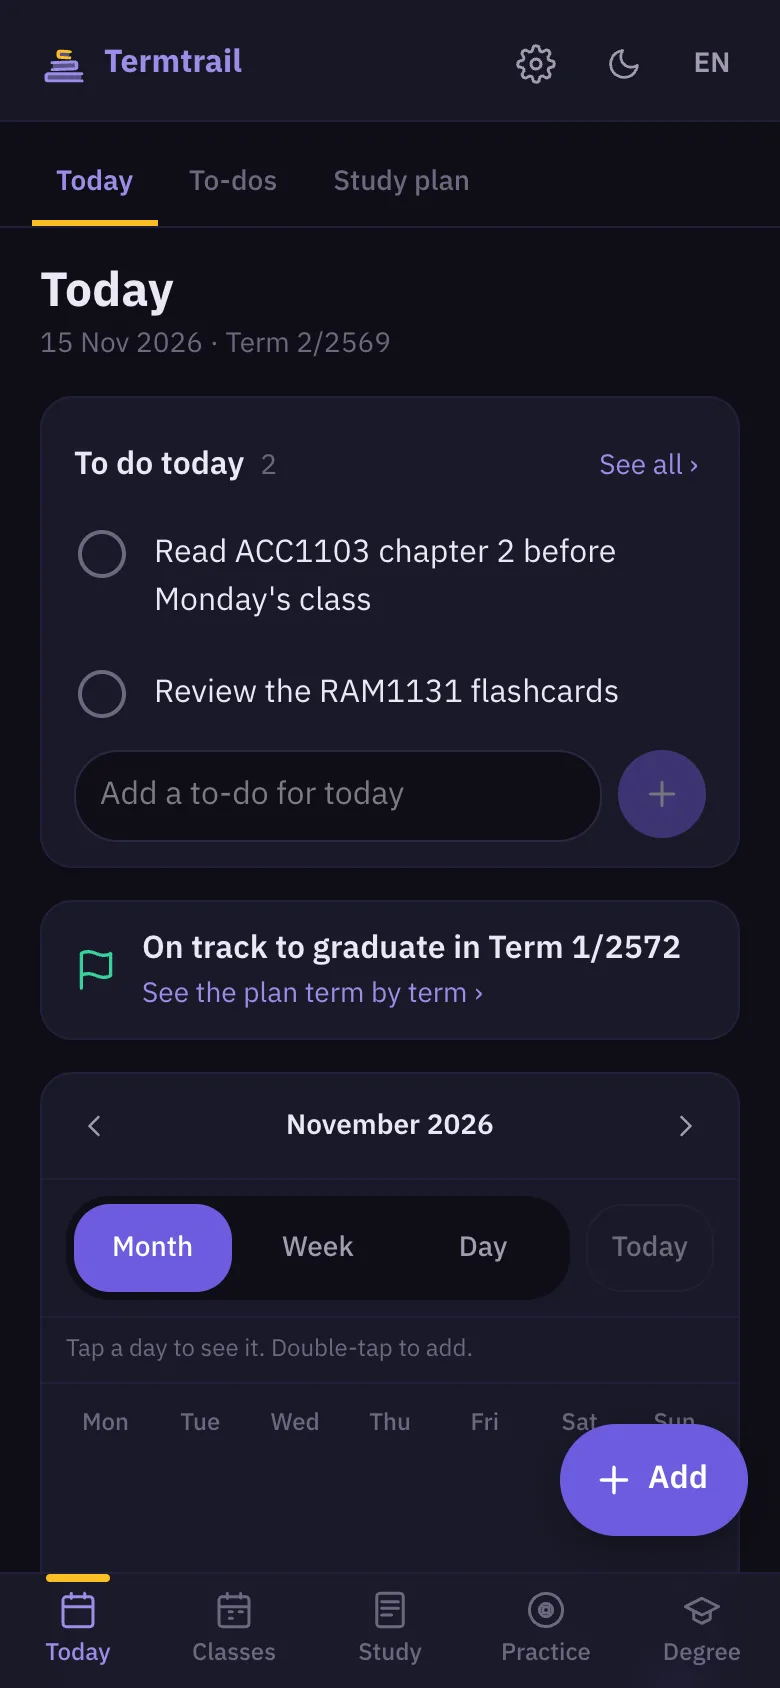 Termtrail
EN
Today
To-dos
Study plan
Today
15 Nov 2026 · Term 2/2569
To do today 2
See all ›
Read ACC1103 chapter 2 before
Monday's class
Review the RAM1131 flashcards
Add a to-do for today
On track to graduate in Term 1/2572
See the plan term by term ›
November 2026
Month
Week
Day
Today
Tap a day to see it. Double-tap to add.
Mon Tue Wed Thu Fri Sat Sun
Add
Today
Classes
Study
Practice
Degree